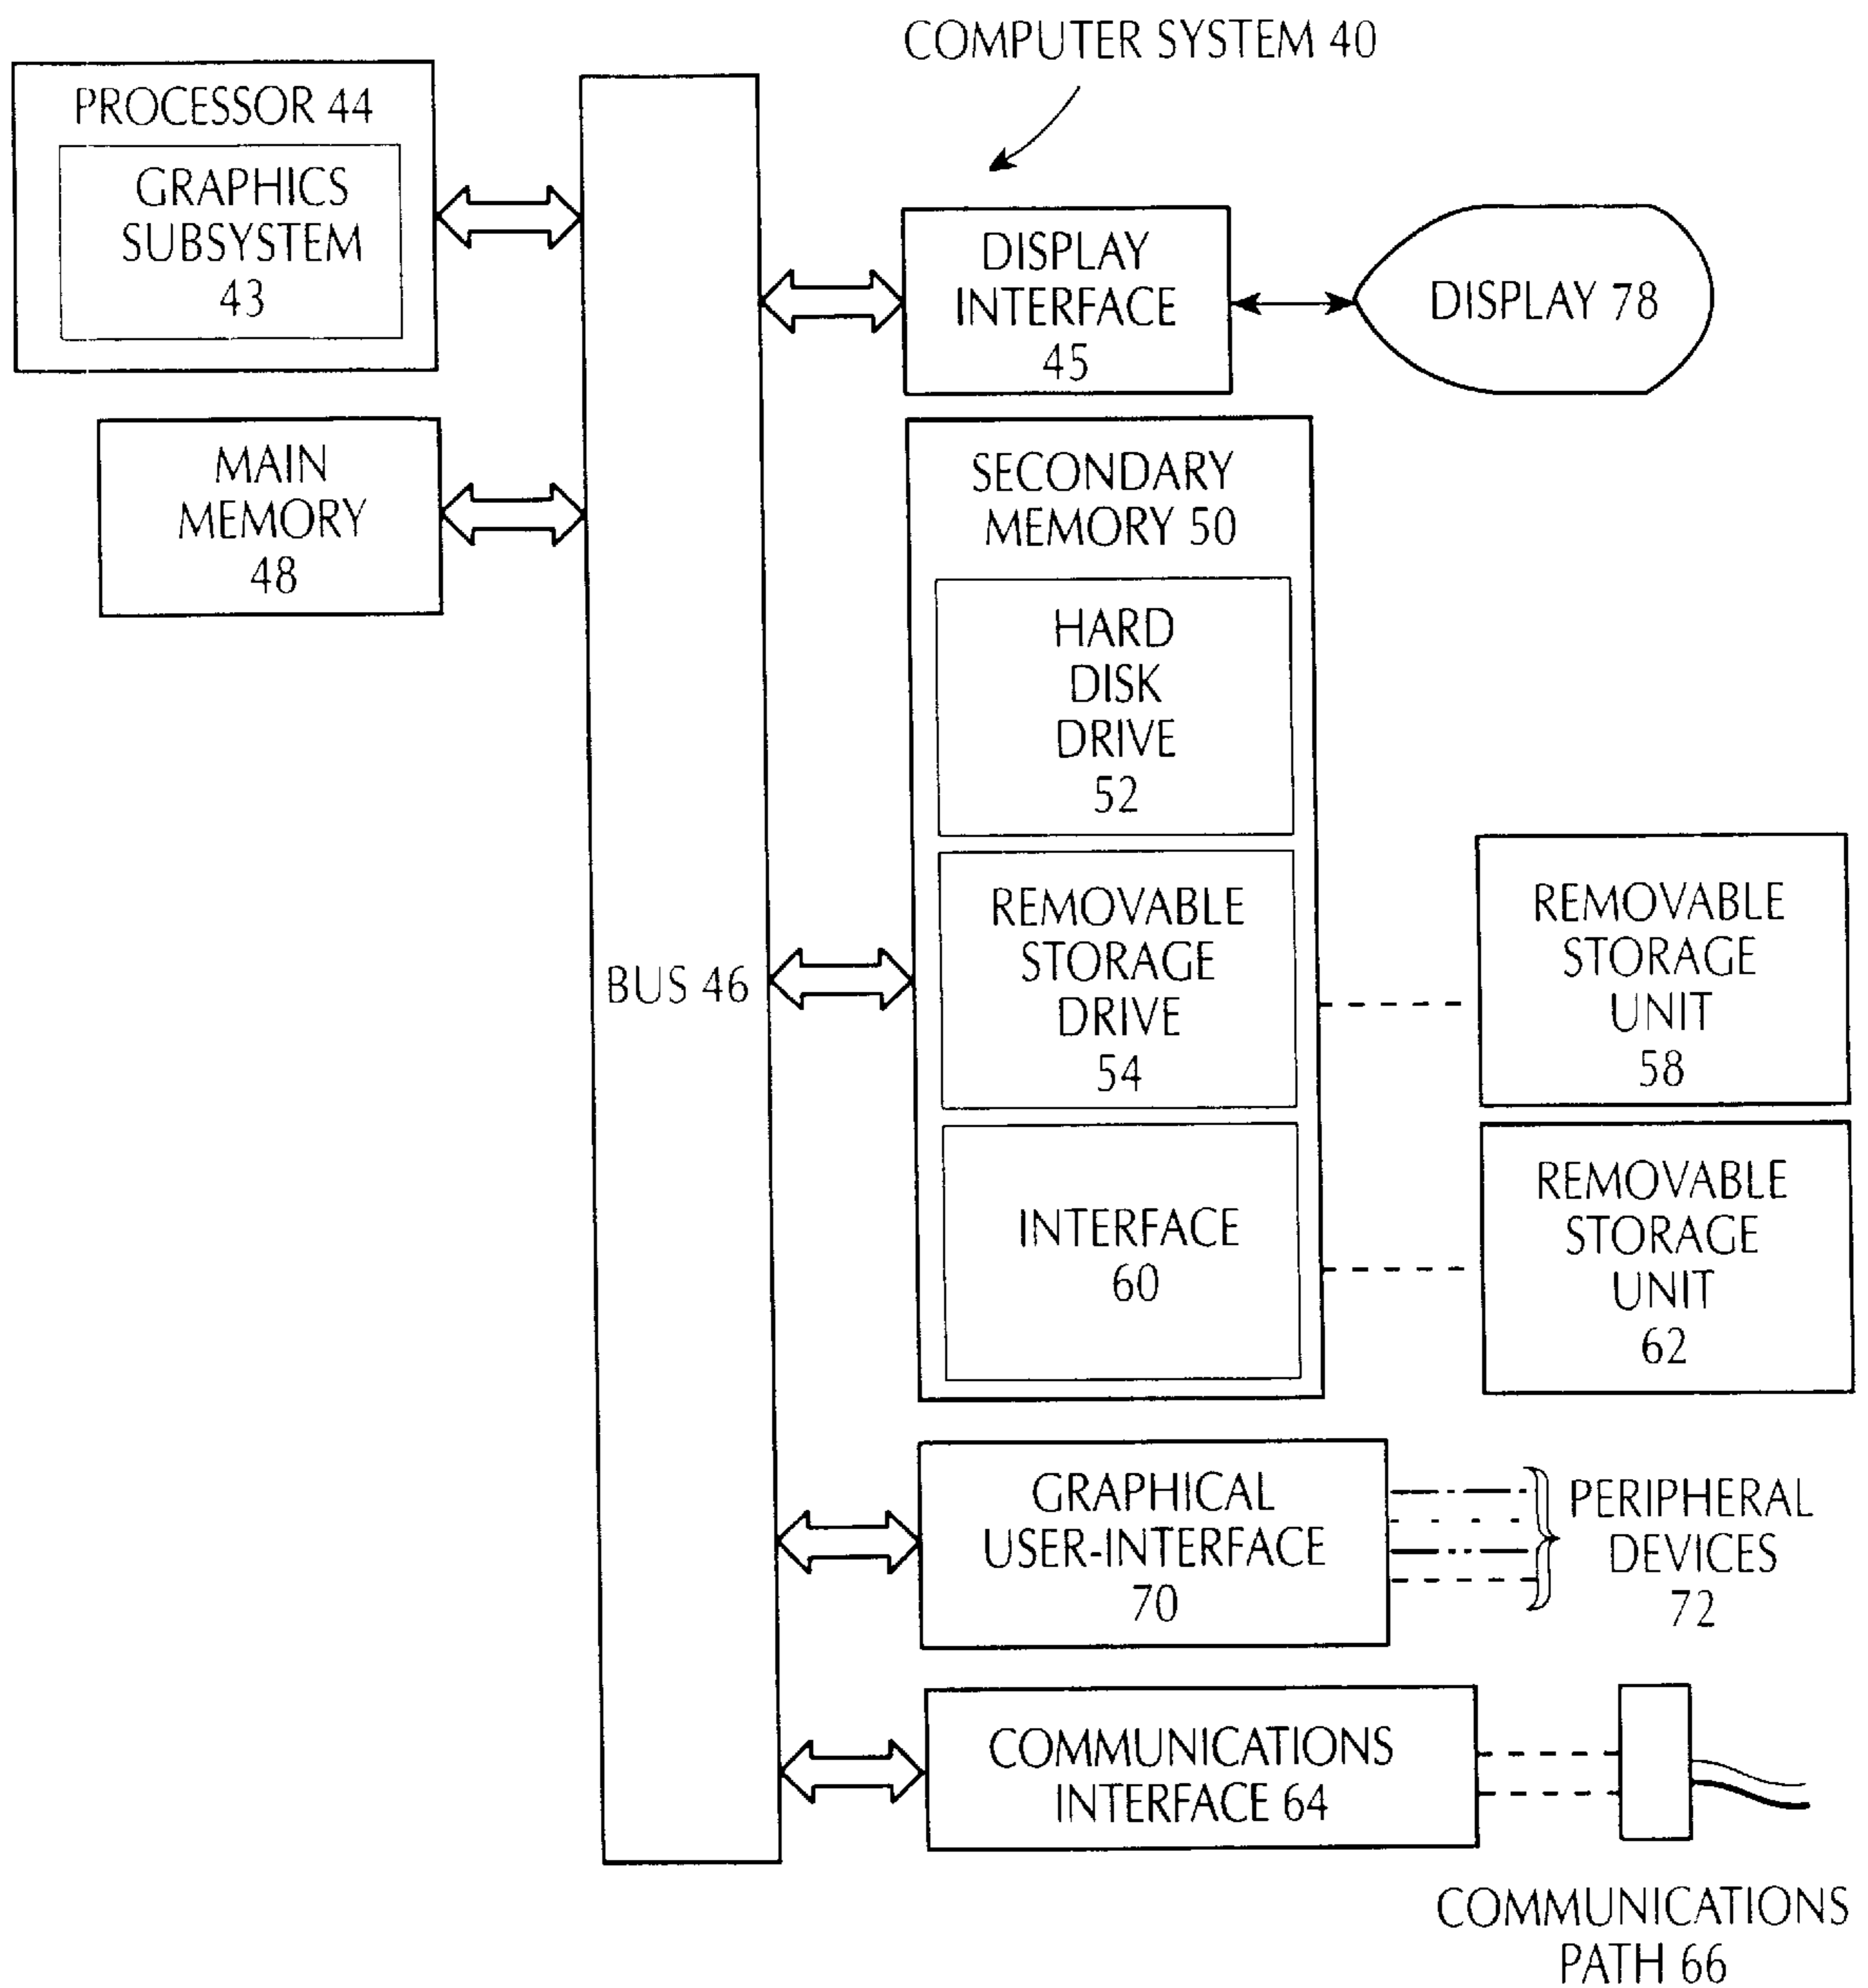 COMPUTER SYSTEM 40
PROCESSOR 44
GRAPHICS
SUBSYSTEM
43
DISPLAY
INTERFACE
45
DISPLAY 78
MAIN
MEMORY
48
SECONDARY
MEMORY 50
HARD
DISK
DRIVE
52
BUS 46
REMOVABLE
STORAGE
DRIVE
54
REMOVABLE
STORAGE
UNIT
58
INTERFACE
60
REMOVABLE
STORAGE
UNIT
62
GRAPHICAL
USER-INTERFACE
70
PERIPHERAL
DEVICES
72
COMMUNICATIONS
INTERFACE 64
COMMUNICATIONS
PATH 66